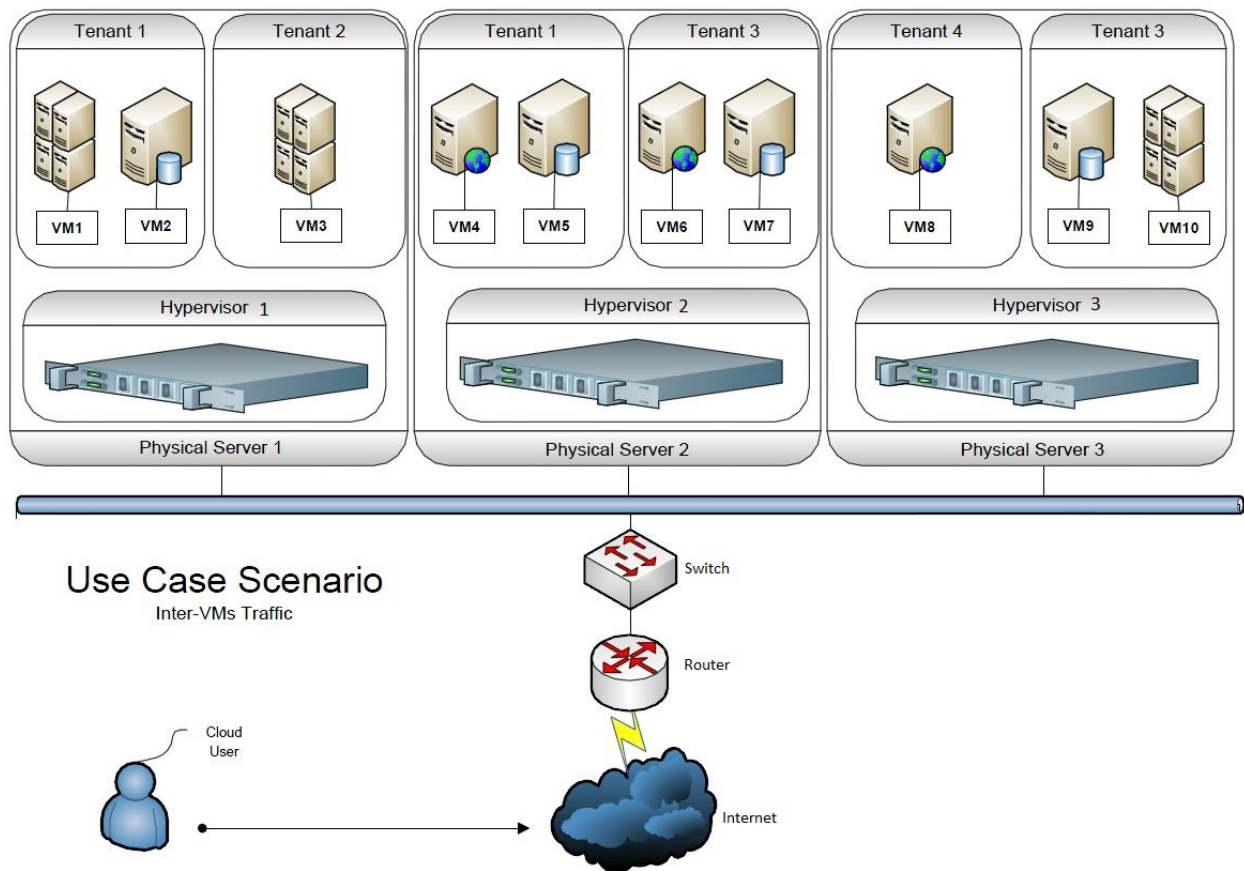 Tenant 1
Tenant 2
Tenant 1
Tenant 3
Tenant 4
Tenant 3
VM1
VM2
VM3
VM4
VM5
VM6
VM7
VM8
VM9
VM10
Hypervisor 1
Hypervisor 2
Hypervisor 3
Physical Server 1
Physical Server 2
Physical Server 3
Switch
Use Case Scenario
Inter-VMs Traffic
Router
Cloud
User
Internet